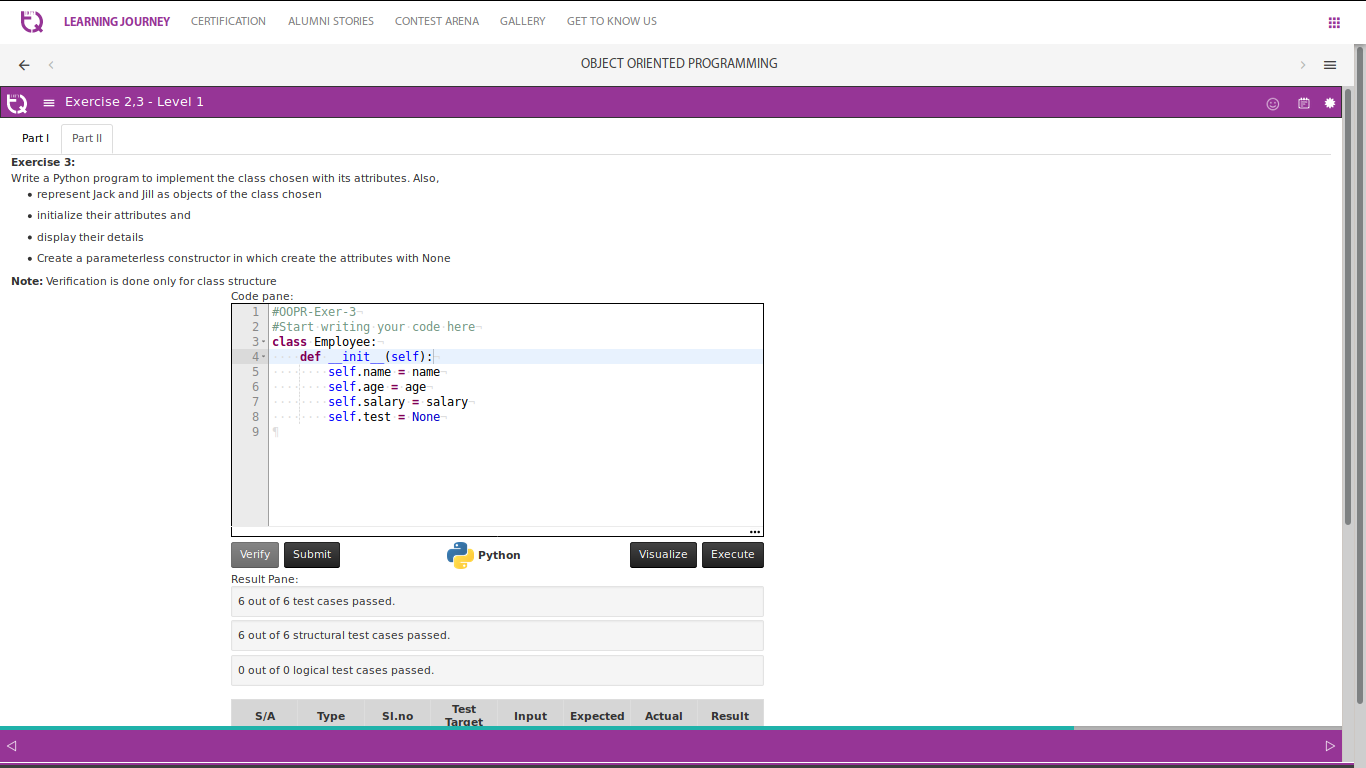 LEARNING JOURNEY CERTIFICATION ALUMNI STORIES CONTEST ARENA GALLERY GET TO KNOW US
OBJECT ORIENTED PROGRAMMING
Exercise 2,3 - Level 1
Part I Part II
Exercise 3:
Write a Python program to implement the class chosen with its attributes. Also,
• represent Jack and Jill as objects of the class chosen
• initialize their attributes and
• display their details
• Create a parameterless constructor in which create the attributes with None
Note: Verification is done only for class structure
Code pane:
1 #OOPR-Exer-3¬
2 #Start·writing·your·code·here¬
3 class·Employee:¬
4 ····def·__init__(self):¬
5 ········self.name·=·name¬
6 ········self.age·=·age¬
7 ········self.salary·=·salary¬
8 ········self.test·=·None¬
9 ¶
Verify Submit Python Visualize Execute
Result Pane:
6 out of 6 test cases passed.
6 out of 6 structural test cases passed.
0 out of 0 logical test cases passed.
S/A Type Sl.no Test Target Input Expected Actual Result